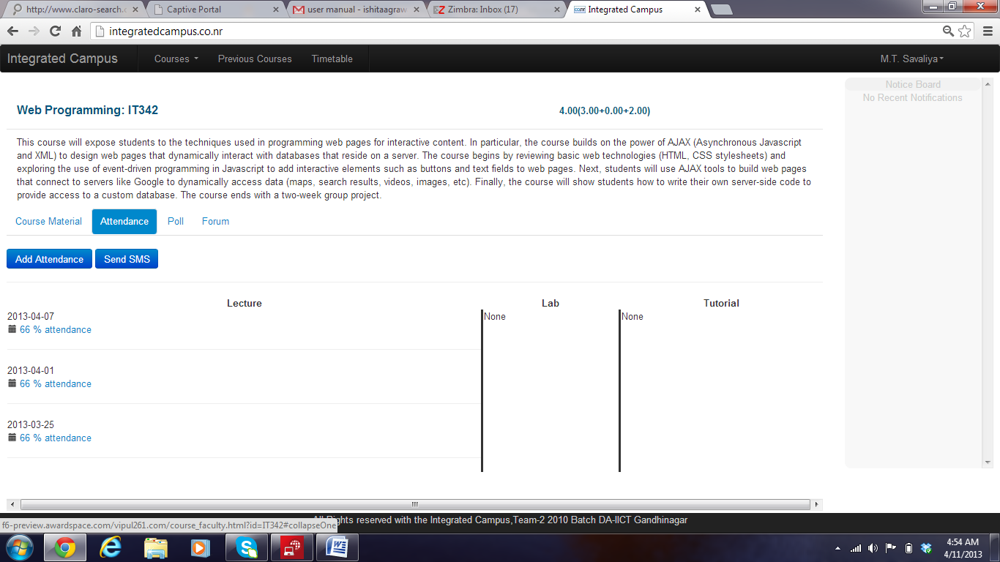 http://www.claro-search.c
Captive Portal
user manual - ishitaagraw
Zimbra: Inbox (17)
Integrated Campus
integratedcampus.co.nr
Integrated Campus
Courses
Previous Courses
Timetable
M.T. Savaliya
Notice Board
No Recent Notifications
Web Programming: IT342
4.00(3.00+0.00+2.00)
This course will expose students to the techniques used in programming web pages for interactive content. In particular, the course builds on the power of AJAX (Asynchronous Javascript
and XML) to design web pages that dynamically interact with databases that reside on a server. The course begins by reviewing basic web technologies (HTML, CSS stylesheets) and
exploring the use of event-driven programming in Javascript to add interactive elements such as buttons and text fields to web pages. Next, students will use AJAX tools to build web pages
that connect to servers like Google to dynamically access data (maps, search results, videos, images, etc). Finally, the course will show students how to write their own server-side code to
provide access to a custom database. The course ends with a two-week group project.
Course Material
Attendance
Poll
Forum
Add Attendance
Send SMS
Lecture
Lab
Tutorial
2013-04-07
66 % attendance
None
None
2013-04-01
66 % attendance
2013-03-25
66 % attendance
All Rights reserved with the Integrated Campus,Team-2 2010 Batch DA-IICT Gandhinagar
f6-preview.awardspace.com/vipul261.com/course_faculty.html?id=IT342#collapseOne
4:54 AM
4/11/2013